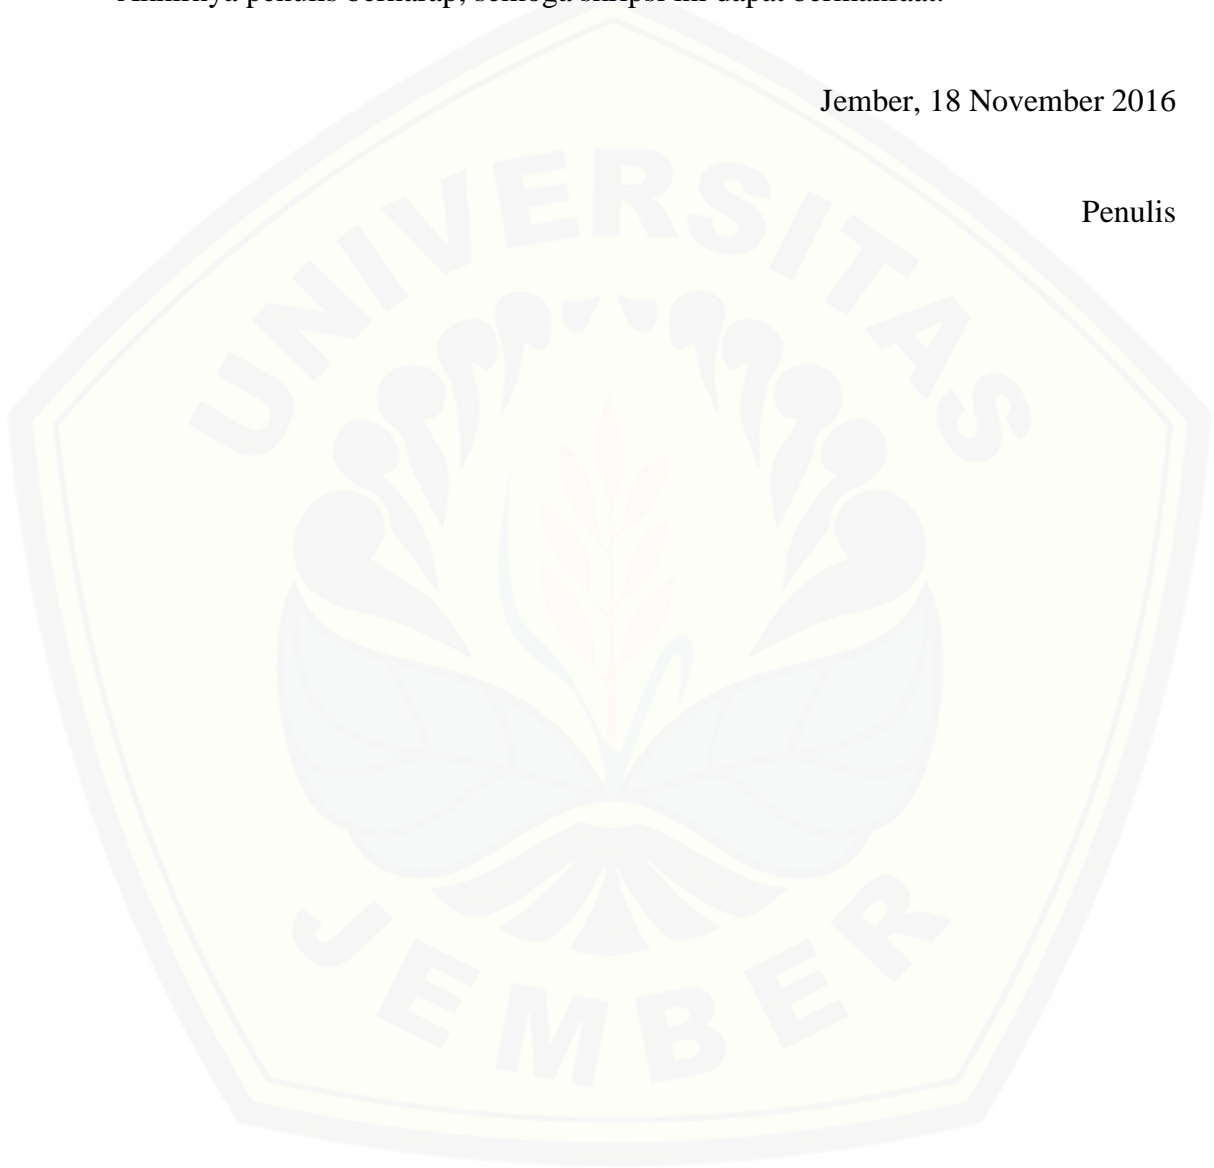 Akhirnya penulis berharap, semoga skripsi ini dapat bermanfaat.
Jember, 18 November 2016
Penulis
UNIVERSITAS
JEMBER